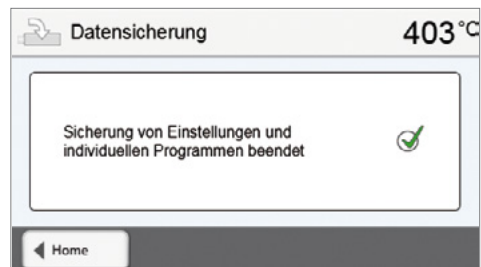 Datensicherung 403 °C
Sicherung von Einstellungen und
individuellen Programmen beendet
Home